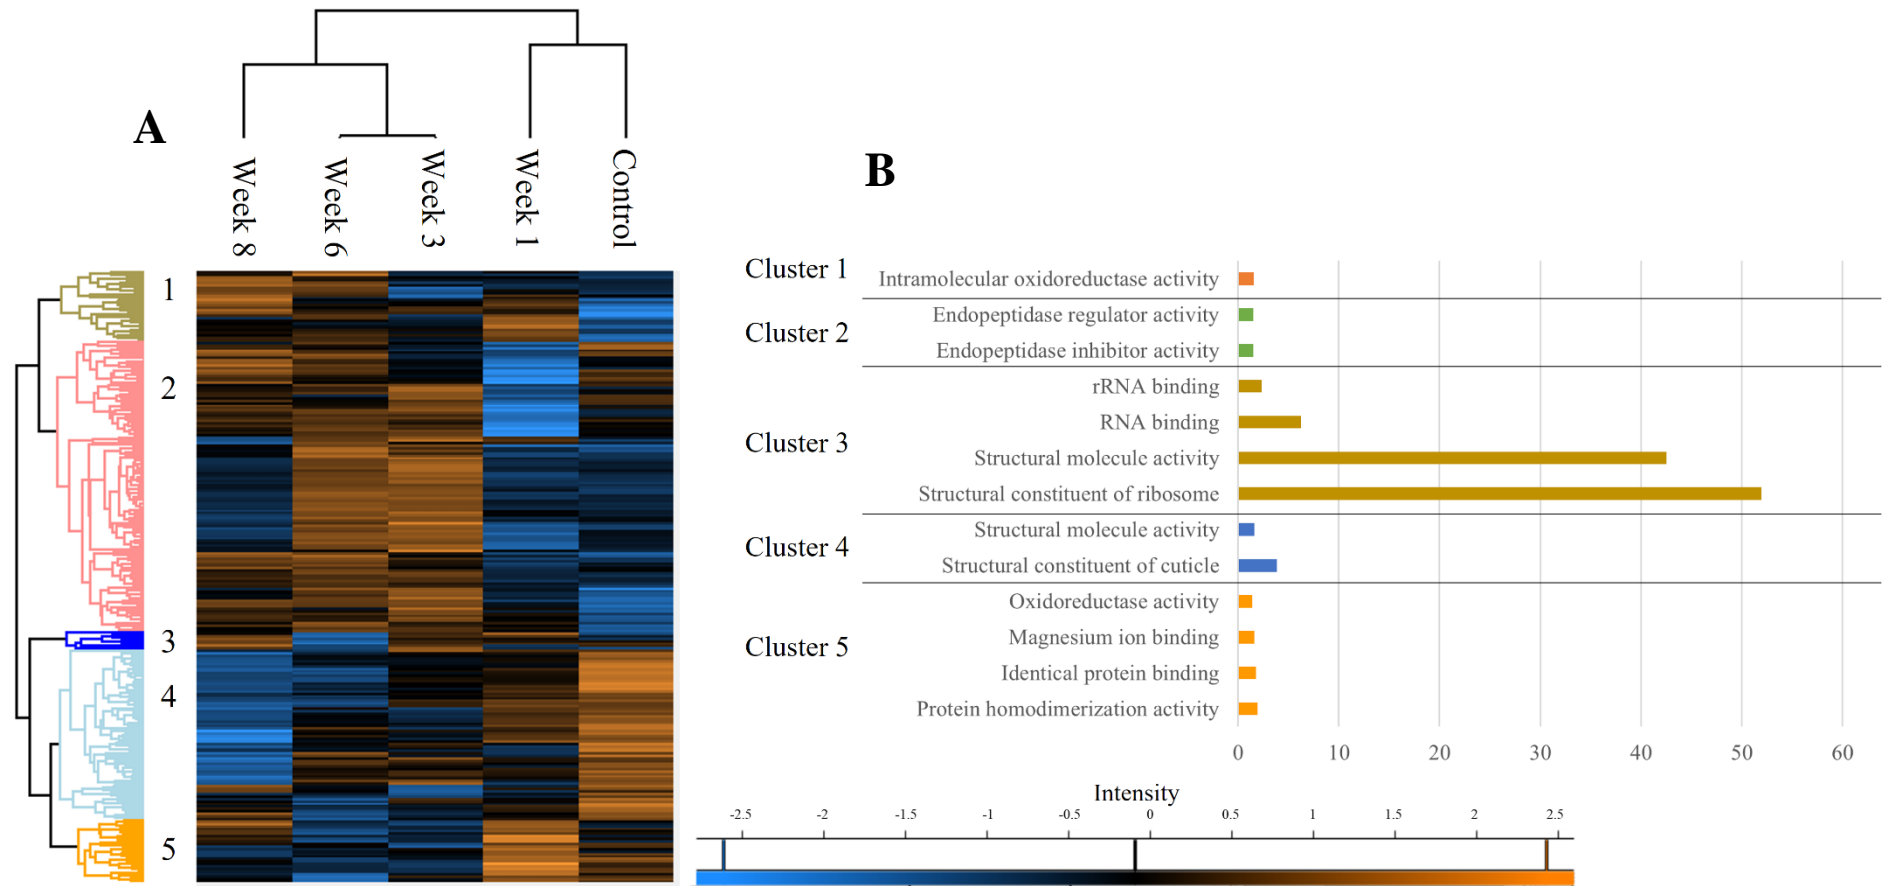 A
Week 8
Week 6
Week 3
Week 1
Control
1
2
3
4
5
B
Cluster 1
Intramolecular oxidoreductase activity
Cluster 2
Endopeptidase regulator activity
Endopeptidase inhibitor activity
Cluster 3
rRNA binding
RNA binding
Structural molecule activity
Structural constituent of ribosome
Cluster 4
Structural molecule activity
Structural constituent of cuticle
Cluster 5
Oxidoreductase activity
Magnesium ion binding
Identical protein binding
Protein homodimerization activity
0 10 20 30 40 50 60
Intensity
-2.5 -2 -1.5 -1 -0.5 0 0.5 1 1.5 2 2.5